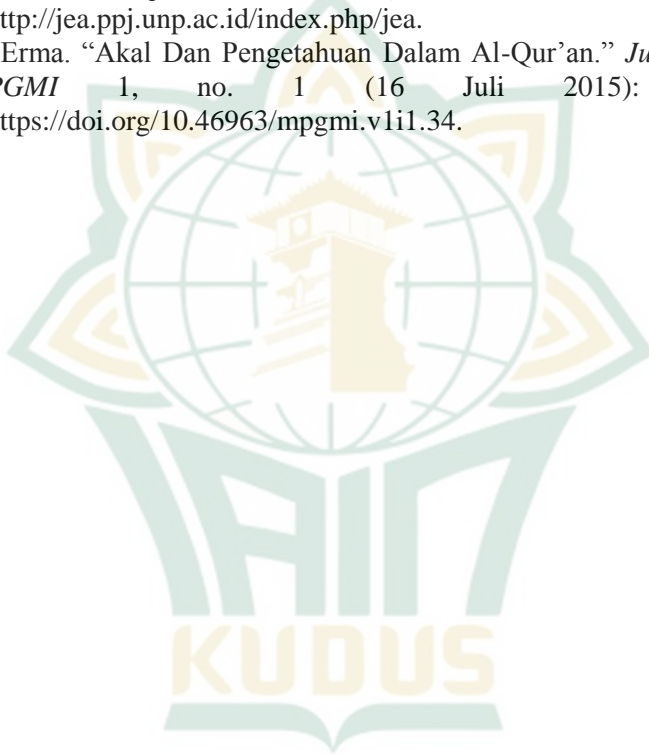 ttp://jea.ppj.unp.ac.id/index.php/jea.
Erma. “Akal Dan Pengetahuan Dalam Al-Qur’an.” Ju
PGMI 1, no. 1 (16 Juli 2015):
ttps://doi.org/10.46963/mpgmi.v1i1.34.
IAIN
KUDUS